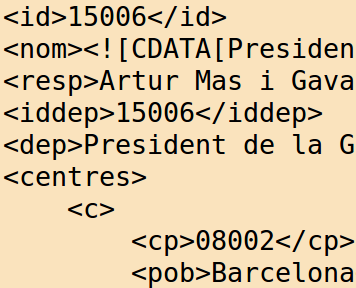 <id>15006</id>
<nom><![CDATA[Presiden
<resp>Artur Mas i Gava
<iddep>15006</iddep>
<dep>President de la G
<centres>
<c>
<cp>08002</cp>
<pob>Barcelona